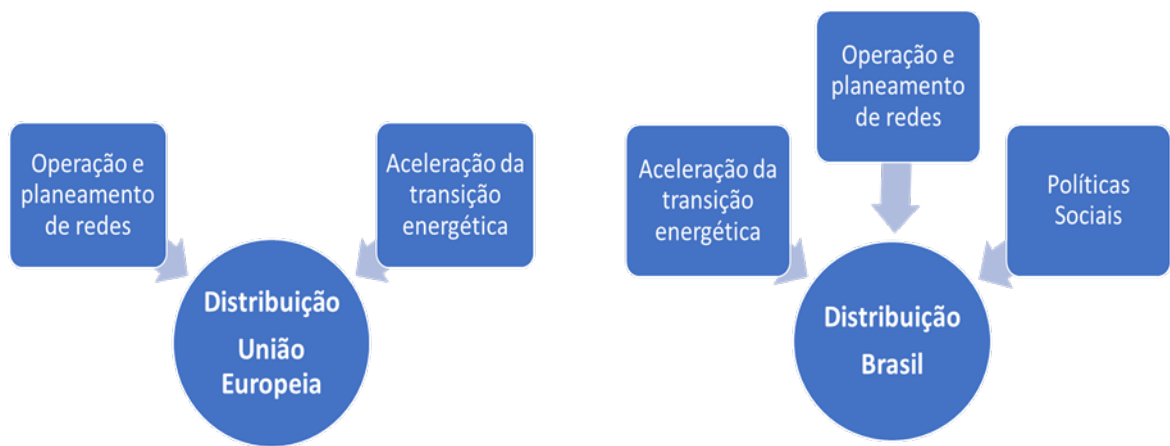 Operação e
planeamento
de redes
Aceleração da
transição
energética
Distribuição
União
Europeia
Operação e
planeamento
de redes
Aceleração da
transição
energética
Políticas
Sociais
Distribuição
Brasil